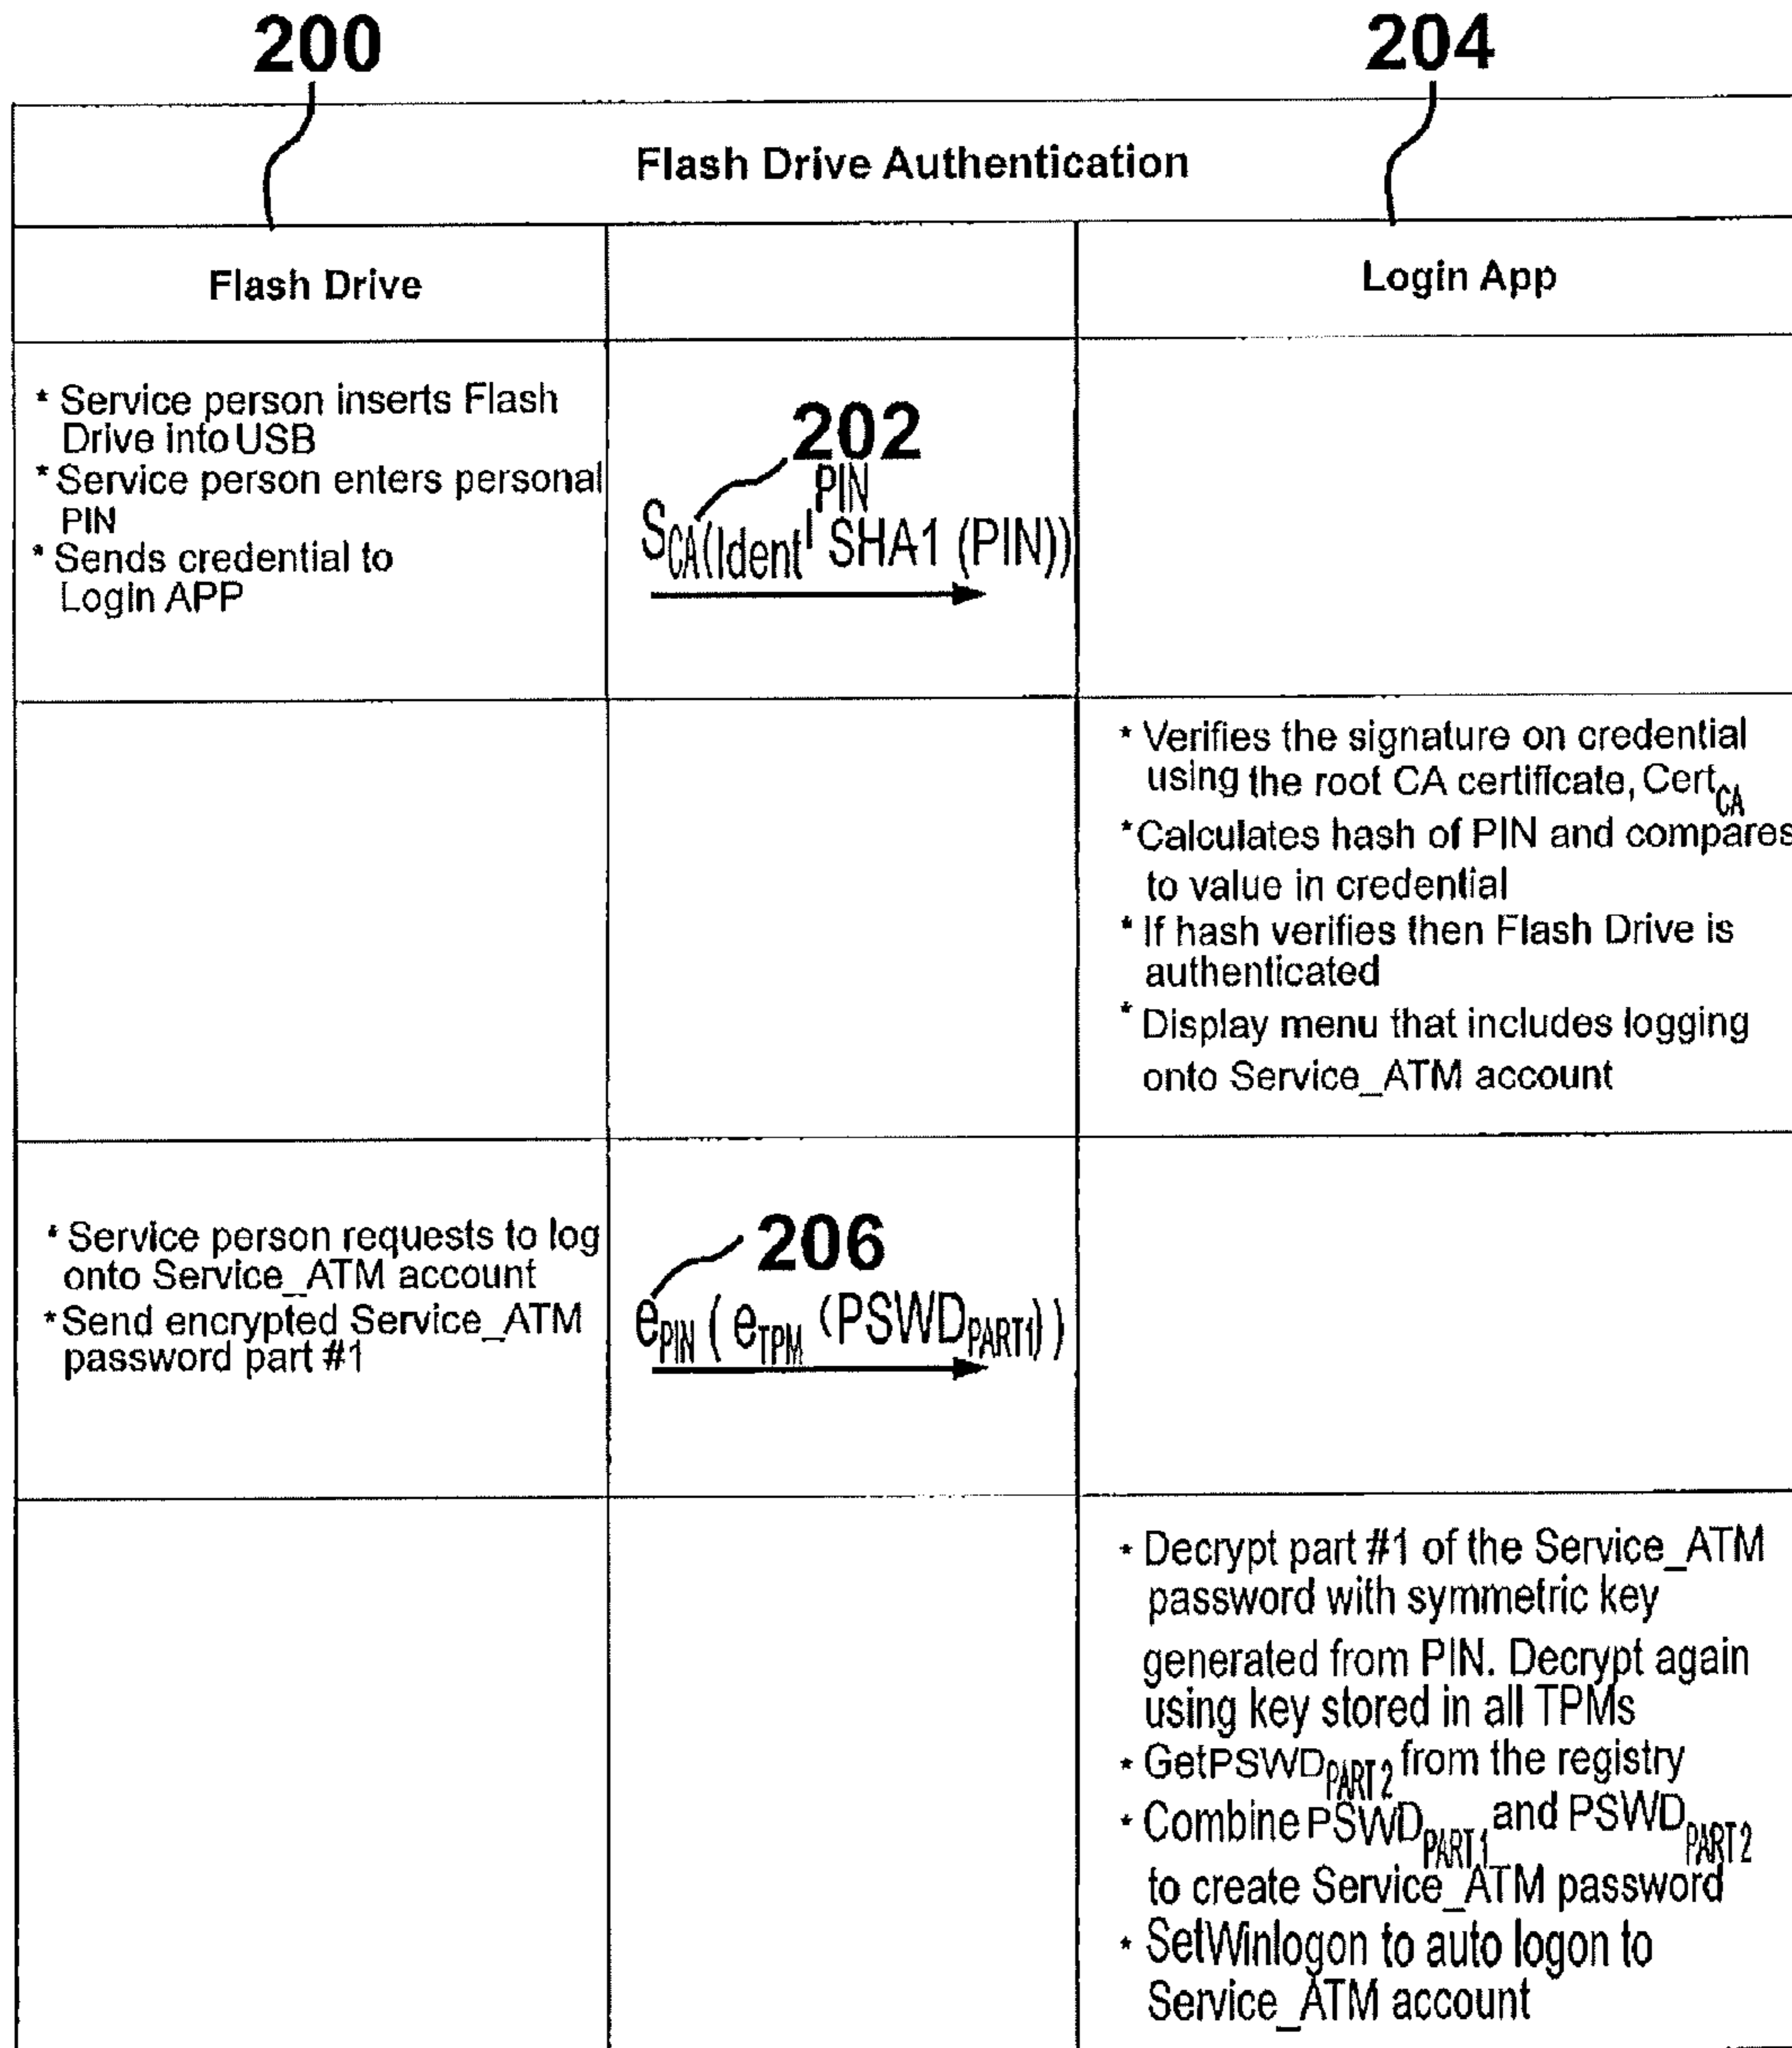 200
204
Flash Drive Authentication
Flash Drive
Login App
* Service person inserts Flash
Drive into USB
* Service person enters personal
PIN
* Sends credential to
Login APP
202
PIN
SCA(Ident' SHA1 (PIN))
* Verifies the signature on credential
using the root CA certificate, CertCA
*Calculates hash of PIN and compares
to value in credential
* If hash verifies then Flash Drive is
authenticated
* Display menu that includes logging
onto Service_ATM account
* Service person requests to log
onto Service_ATM account
*Send encrypted Service_ATM
password part #1
206
ePIN ( eTPM (PSWDPART1))
* Decrypt part #1 of the Service_ATM
password with symmetric key
generated from PIN. Decrypt again
using key stored in all TPMs
* GetPSWDPART2 from the registry
* Combine PSWDPART1 and PSWDPART2
to create Service_ATM password
* SetWinlogon to auto logon to
Service_ATM account